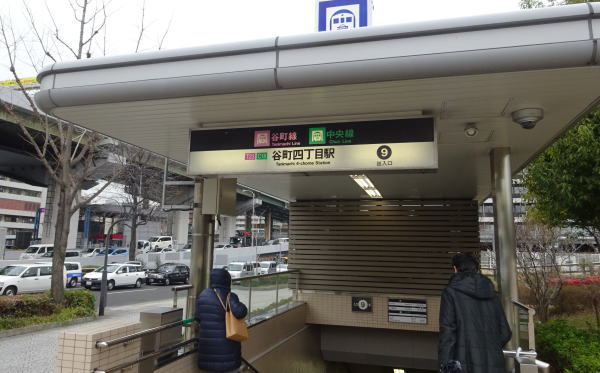 谷町線 中央線
Tanimachi Line Chuo Line
T23 C18 谷町四丁目駅 9
Tanimachi 4-chome Station 出入口
9